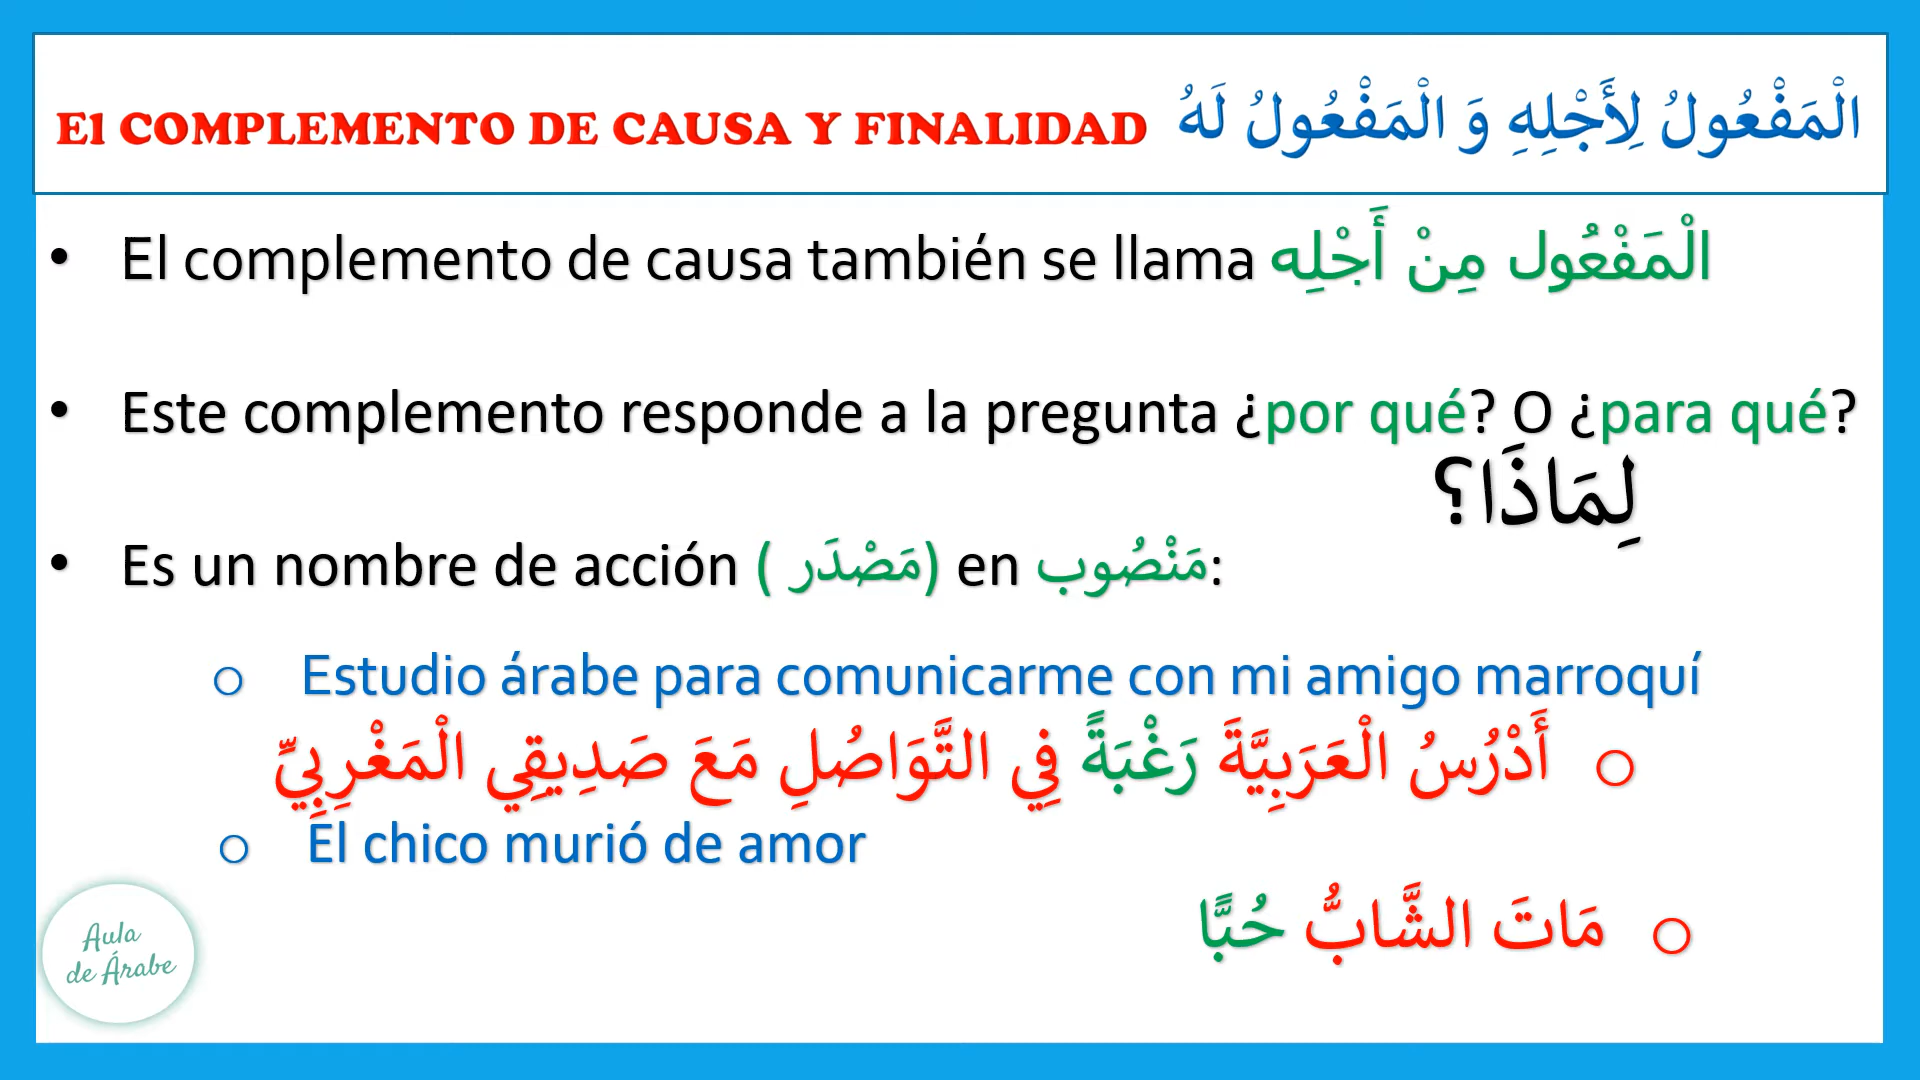 El COMPLEMENTO DE CAUSA Y FINALIDAD الْمَفْعُولُ لِأَجْلِهِ وَ الْمَفْعُولُ لَهُ
• El complemento de causa también se llama الْمَفْعُول مِنْ أَجْلِه
• Este complemento responde a la pregunta ¿por qué? O ¿para qué?
لِمَاذَا؟
• Es un nombre de acción (مَصْدَر ) en مَنْصُوب:
o Estudio árabe para comunicarme con mi amigo marroquí
o أَدْرُسُ الْعَرَبِيَّةَ رَغْبَةً فِي التَّوَاصُلِ مَعَ صَدِيقِي الْمَغْرِبِيِّ
o El chico murió de amor
o مَاتَ الشَّابُّ حُبًّا
Aula
de Árabe